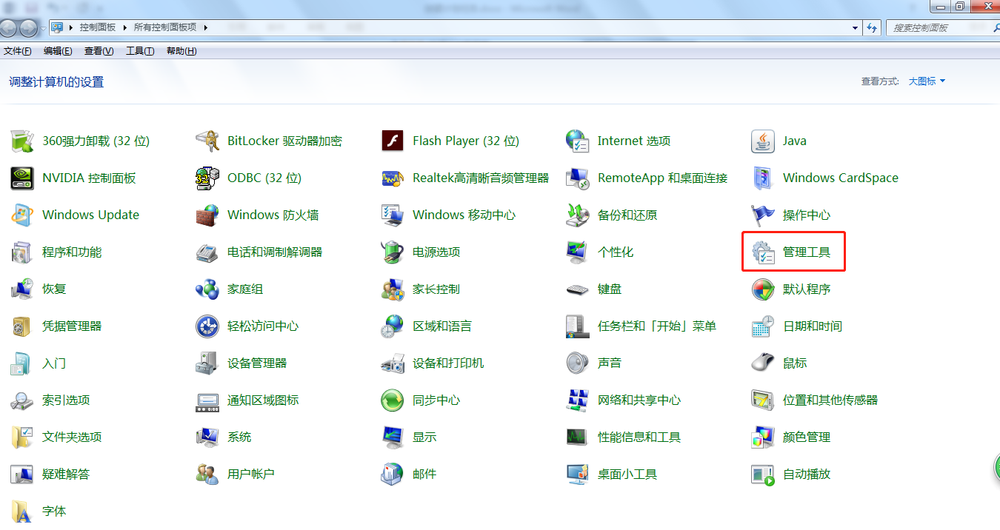 控制面板 所有控制面板项 搜索控制面板
文件(F) 编辑(E) 查看(V) 工具(T) 帮助(H)
调整计算机的设置 查看方式: 大图标
360强力卸载 (32 位) BitLocker 驱动器加密 Flash Player (32 位) Internet 选项 Java
NVIDIA 控制面板 ODBC (32 位) Realtek高清晰音频管理器 RemoteApp 和桌面连接 Windows CardSpace
Windows Update Windows 防火墙 Windows 移动中心 备份和还原 操作中心
程序和功能 电话和调制解调器 电源选项 个性化 管理工具
恢复 家庭组 家长控制 键盘 默认程序
凭据管理器 轻松访问中心 区域和语言 任务栏和「开始」菜单 日期和时间
入门 设备管理器 设备和打印机 声音 鼠标
索引选项 通知区域图标 同步中心 网络和共享中心 位置和其他传感器
文件夹选项 系统 显示 性能信息和工具 颜色管理
疑难解答 用户帐户 邮件 桌面小工具 自动播放
字体